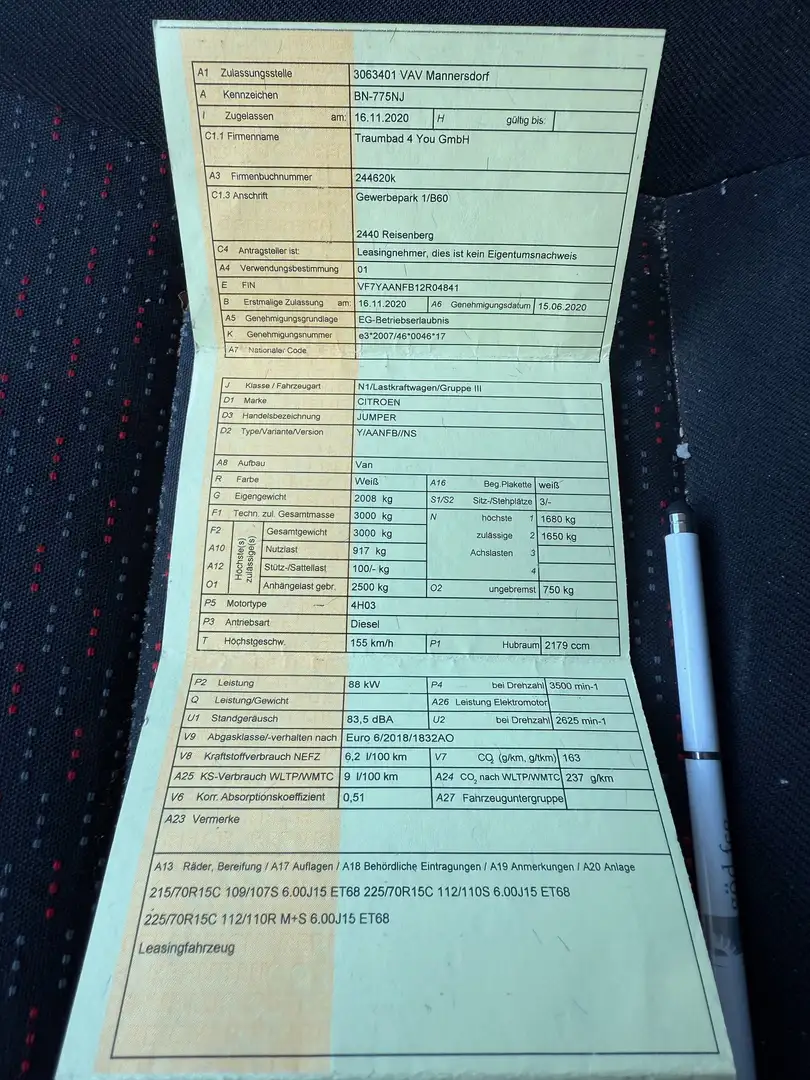 A1 Zulassungsstelle 3063401 VAV Mannersdorf
A Kennzeichen BN-775NJ
I Zugelassen am: 16.11.2020 H gültig bis:
C1.1 Firmenname Traumbad 4 You GmbH
A3 Firmenbuchnummer 244620k
C1.3 Anschrift Gewerbepark 1/B60
2440 Reisenberg
C4 Antragsteller ist: Leasingnehmer, dies ist kein Eigentumsnachweis
A4 Verwendungsbestimmung 01
E FIN VF7YAANFB12R04841
B Erstmalige Zulassung am: 16.11.2020 A6 Genehmigungsdatum 15.06.2020
A5 Genehmigungsgrundlage EG-Betriebserlaubnis
K Genehmigungsnummer e3*2007/46*0046*17
A7 Nationaler Code
J Klasse / Fahrzeugart N1/Lastkraftwagen/Gruppe III
D1 Marke CITROEN
D3 Handelsbezeichnung JUMPER
D2 Type/Variante/Version Y/AANFB//NS
A8 Aufbau Van
R Farbe Weiß A16 Beg.Plakette weiß
G Eigengewicht 2008 kg S1/S2 Sitz-/Stehplätze 3/-
F1 Techn. zul. Gesamtmasse 3000 kg N höchste 1 1680 kg
F2 Höchste(s) zulässige(s) Gesamtgewicht 3000 kg zulässige 2 1650 kg
A10 Nutzlast 917 kg Achslasten 3
A12 Stütz-/Sattellast 100/- kg 4
O1 Anhängelast gebr. 2500 kg O2 ungebremst 750 kg
P5 Motortype 4H03
P3 Antriebsart Diesel
T Höchstgeschw. 155 km/h P1 Hubraum 2179 ccm
P2 Leistung 88 kW P4 bei Drehzahl 3500 min-1
Q Leistung/Gewicht A26 Leistung Elektromotor
U1 Standgeräusch 83,5 dBA U2 bei Drehzahl 2625 min-1
V9 Abgasklasse/-verhalten nach Euro 6/2018/1832AO
V8 Kraftstoffverbrauch NEFZ 6,2 l/100 km V7 CO2 (g/km, g/tkm) 163
A25 KS-Verbrauch WLTP/WMTC 9 l/100 km A24 CO2 nach WLTP/WMTC 237 g/km
V6 Korr. Absorptionskoeffizient 0,51 A27 Fahrzeuguntergruppe
A23 Vermerke
A13 Räder, Bereifung / A17 Auflagen / A18 Behördliche Eintragungen / A19 Anmerkungen / A20 Anlage
215/70R15C 109/107S 6.00J15 ET68 225/70R15C 112/110S 6.00J15 ET68
225/70R15C 112/110R M+S 6.00J15 ET68
Leasingfahrzeug